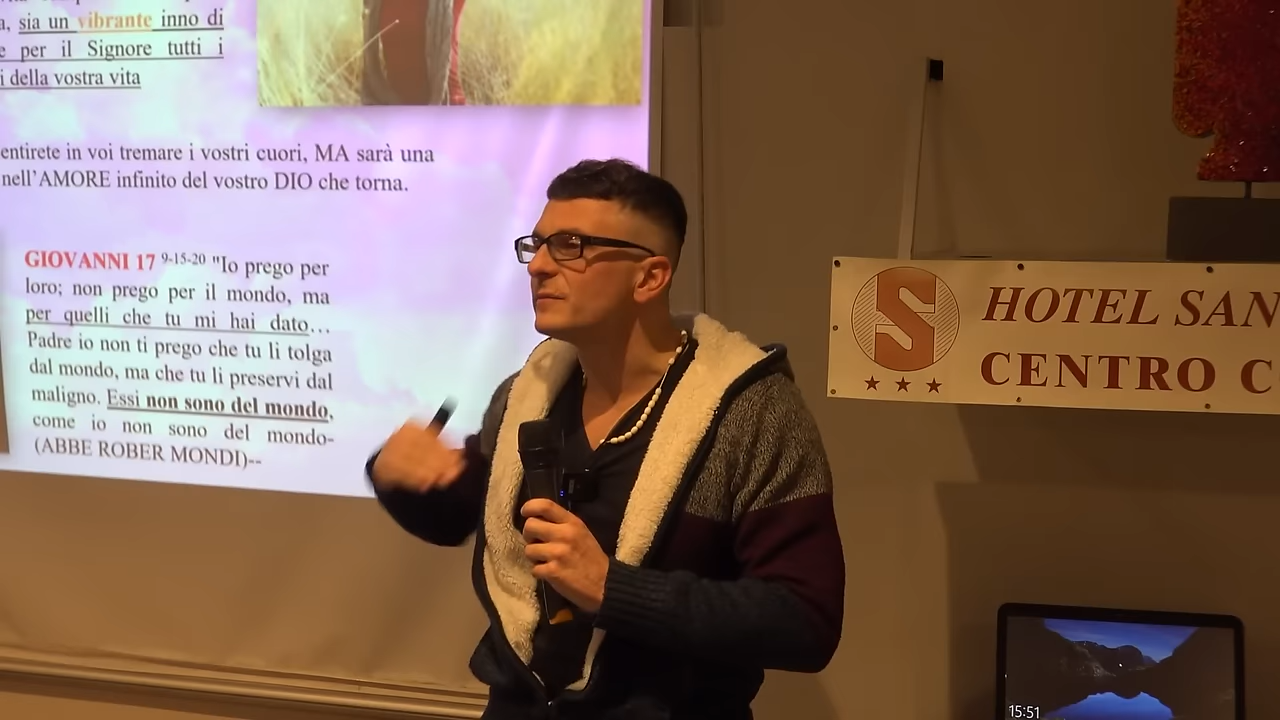 a, sia un vibrante inno di
e per il Signore tutti i
i della vostra vita
entirete in voi tremare i vostri cuori, MA sarà una
nell'AMORE infinito del vostro DIO che torna.
GIOVANNI 17 9-15-20 "Io prego per
loro; non prego per il mondo, ma
per quelli che tu mi hai dato…
Padre io non ti prego che tu li tolga
dal mondo, ma che tu li preservi dal
maligno. Essi non sono del mondo,
come io non sono del mondo-
(ABBE ROBER MONDI)--
S
HOTEL SAN
CENTRO C
15:51